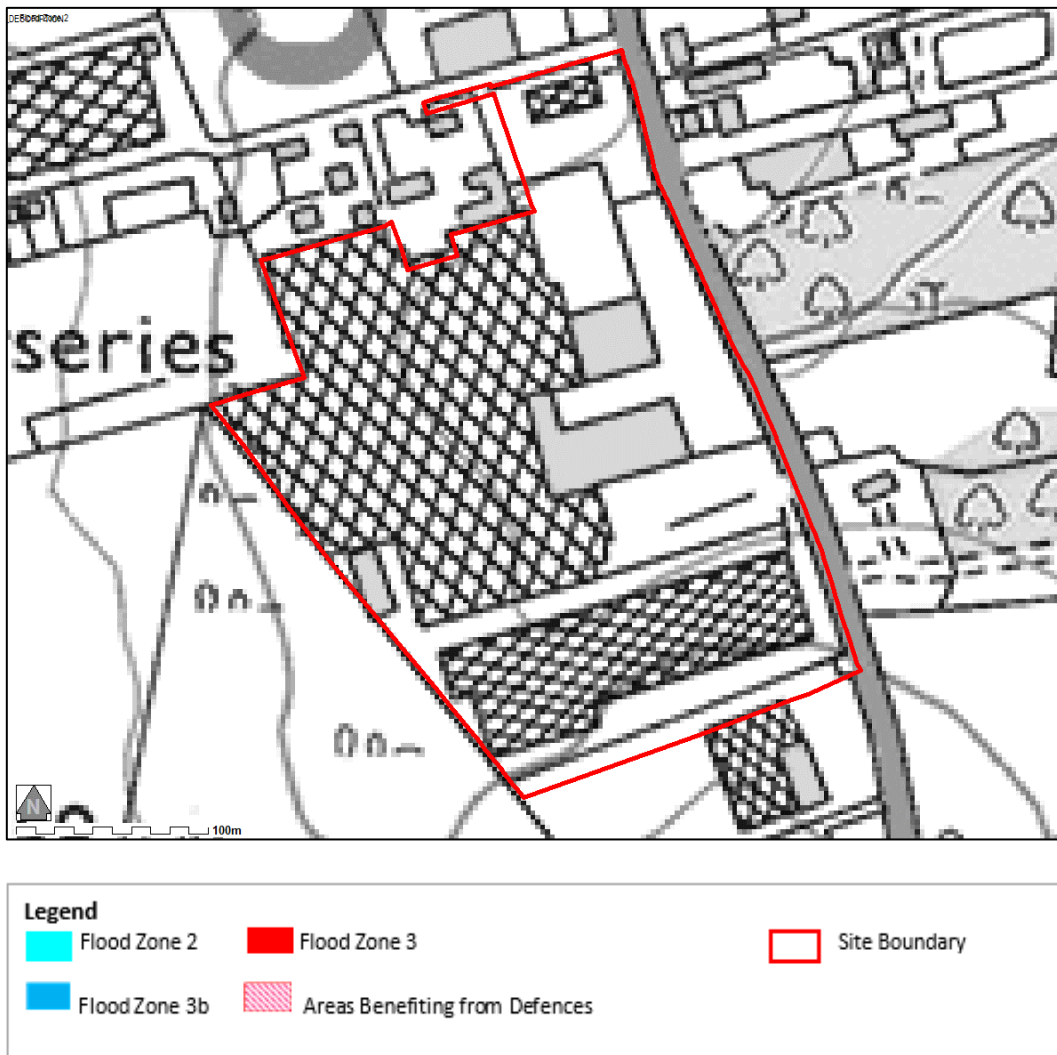 series
N
100m
Legend
Flood Zone 2
Flood Zone 3
Site Boundary
Flood Zone 3b
Areas Benefiting from Defences